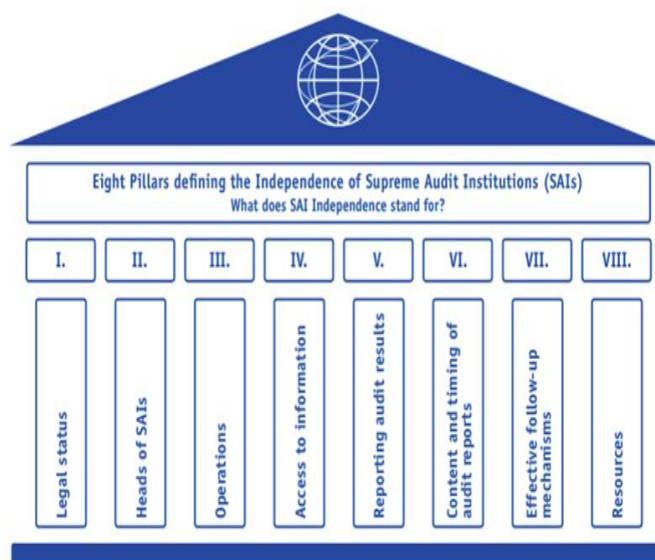 Eight Pillars defining the Independence of Supreme Audit Institutions (SAIs)
What does SAI Independence stand for?
I.
II.
III.
IV.
V.
VI.
VII.
VIII.
Legal status
Heads of SAIs
Operations
Access to information
Reporting audit results
Content and timing of
audit reports
Effective follow-up
mechanisms
Resources